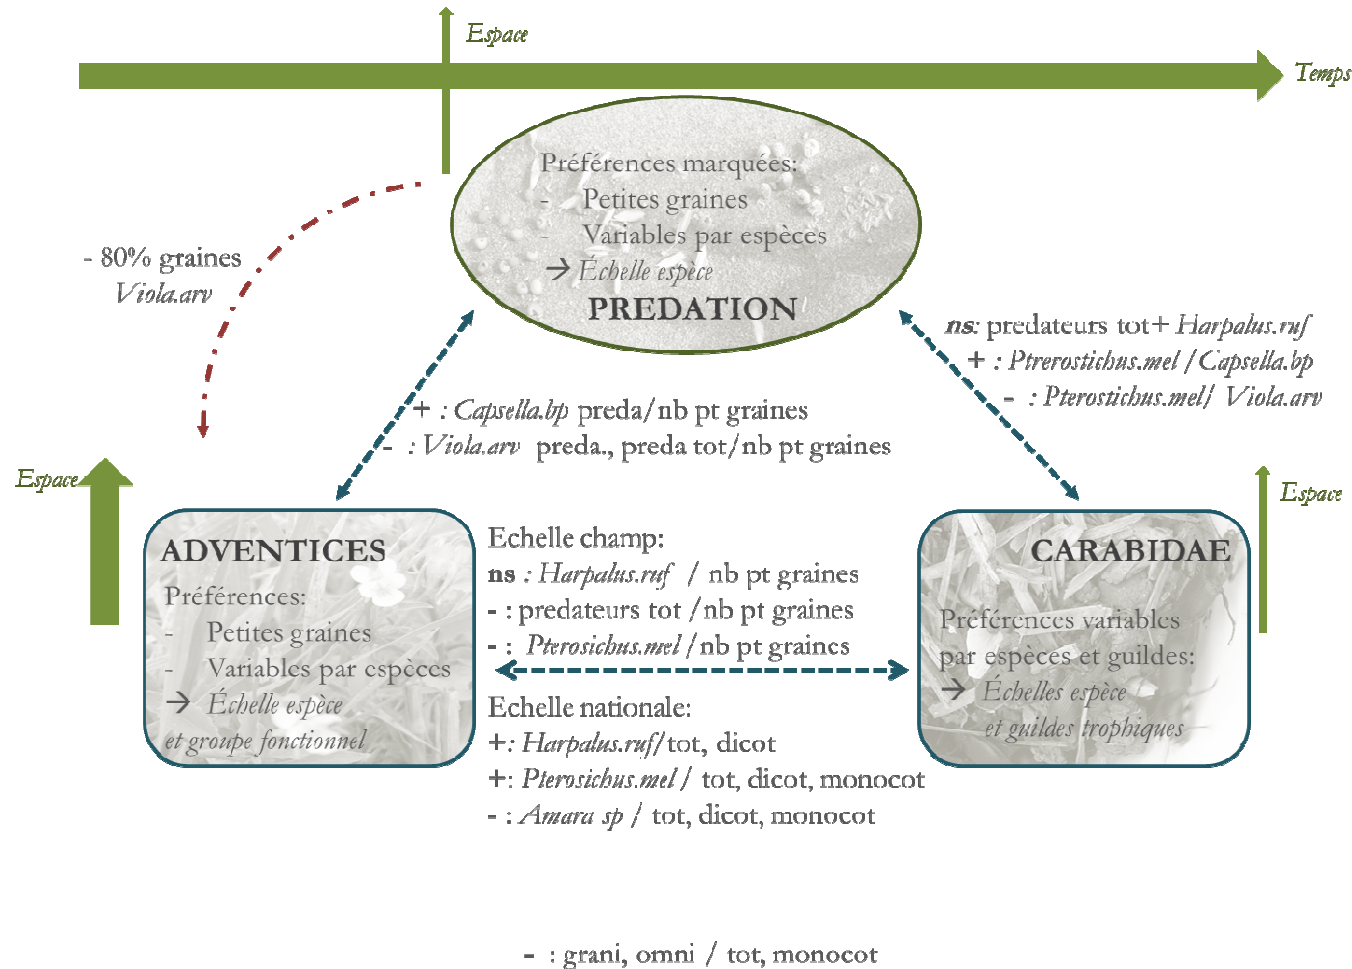 Espace
Temps
Préférences marquées:
- Petites graines
- Variables par espèces
→ Échelle espèce
PREDATION
- 80% graines
Viola.arv
ns: predateurs tot+ Harpalus.ruf
+ : Ptrerostichus.mel /Capsella.bp
- : Pterostichus.mel/ Viola.arv
+ : Capsella.bp preda/nb pt graines
- : Viola.arv preda., preda tot/nb pt graines
Espace
Espace
ADVENTICES
Préférences:
- Petites graines
- Variables par espèces
→ Échelle espèce
et groupe fonctionnel
Echelle champ:
ns : Harpalus.ruf / nb pt graines
- : predateurs tot /nb pt graines
- : Pterosichus.mel /nb pt graines
Echelle nationale:
+: Harpalus.ruf/tot, dicot
+: Pterosichus.mel / tot, dicot, monocot
- : Amara sp / tot, dicot, monocot
CARABIDAE
Préférences variables
par espèces et guildes:
→ Échelles espèce
et guildes trophiques
- : grani, omni / tot, monocot